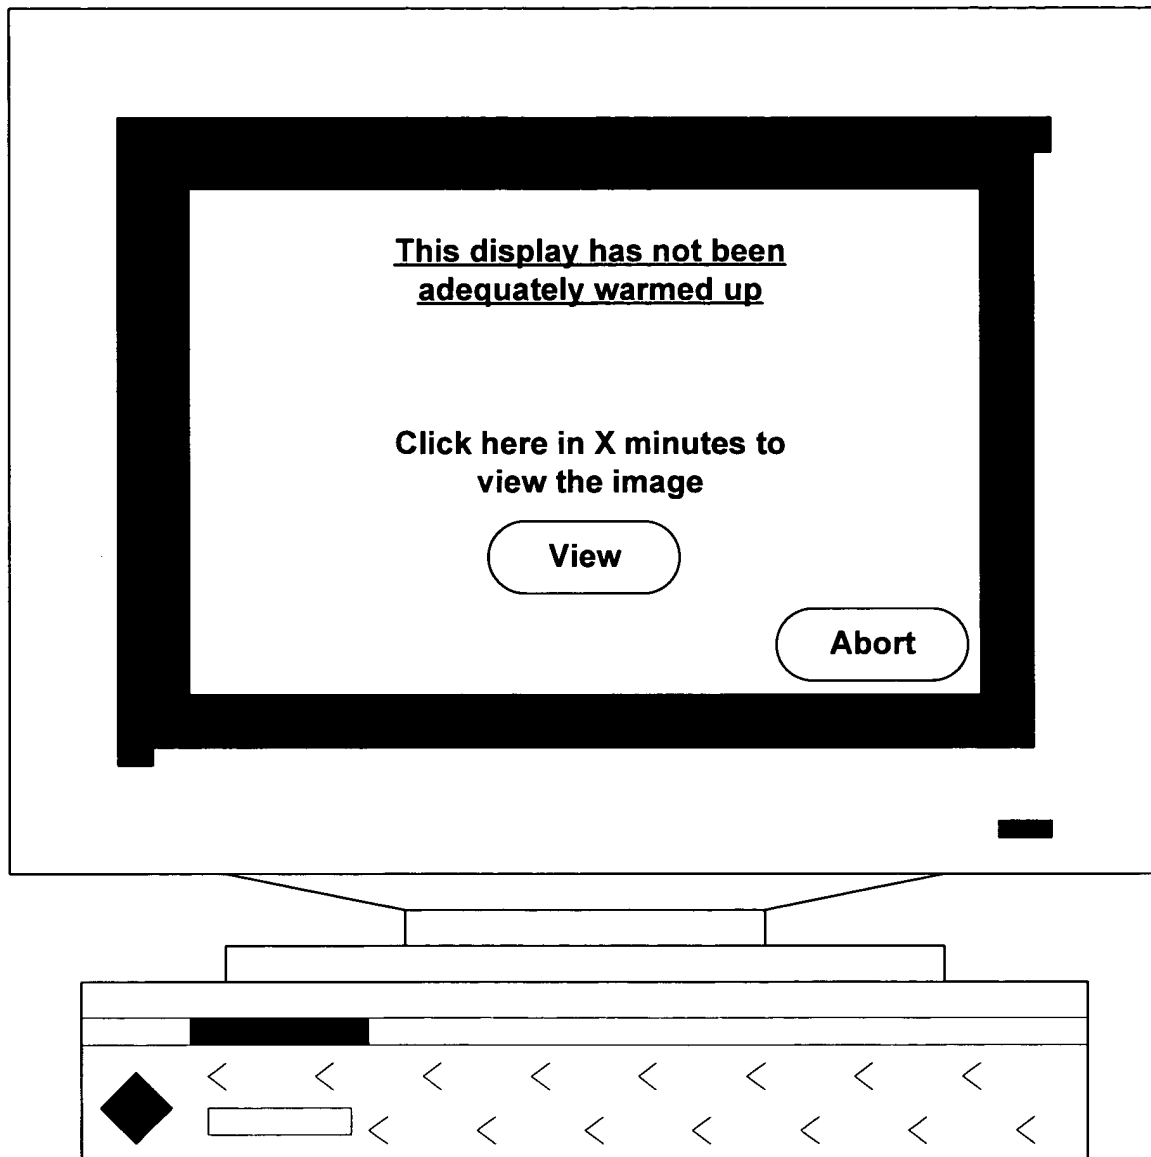 This display has not been
adequately warmed up
Click here in X minutes to
view the image
View
Abort